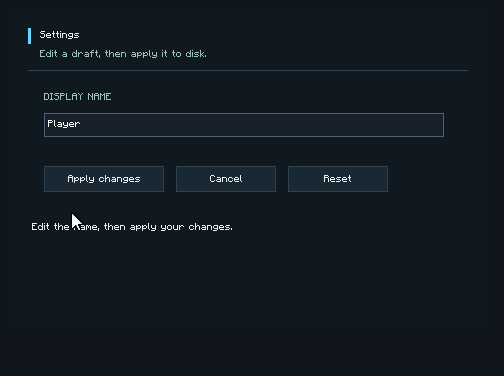 Settings
Edit a draft, then apply it to disk.
DISPLAY NAME
Player
Apply changes
Cancel
Reset
Edit the name, then apply your changes.